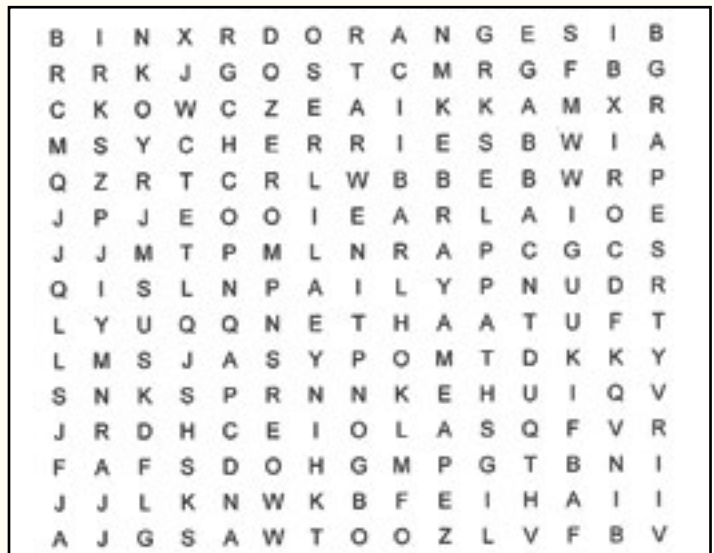 B I N X R D O R A N G E S I B
R R K J G O S T C M R G F B G
C K O W C Z E A I K K A M X R
M S Y C H E R R I E S B W I A
Q Z R T C R L W B B E B W R P
J P J E O O I E A R L A I O E
J J M T P M L N R A P C G C S
Q I S L N P A I L Y P N U D R
L Y U Q Q N E T H A A T U F T
L M S J A S Y P O M T D K K Y
S N K S P R N N K E H U I Q V
J R D H C E I O L A S Q F V R
F A F S D O H G M P G T B N I
J J L K N W K B F E I H A I I
A J G S A W T O O Z L V F B V